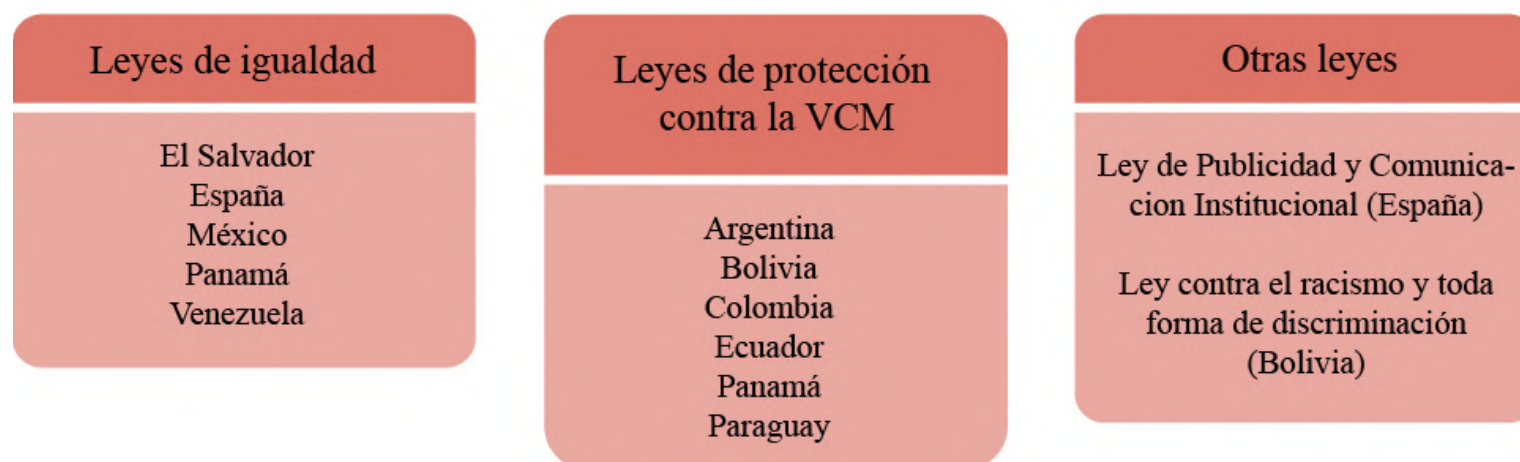 Leyes de igualdad
El Salvador
España
México
Panamá
Venezuela
Leyes de protección
contra la VCM
Argentina
Bolivia
Colombia
Ecuador
Panamá
Paraguay
Otras leyes
Ley de Publicidad y Comunica-
cion Institucional (España)
Ley contra el racismo y toda
forma de discriminación
(Bolivia)